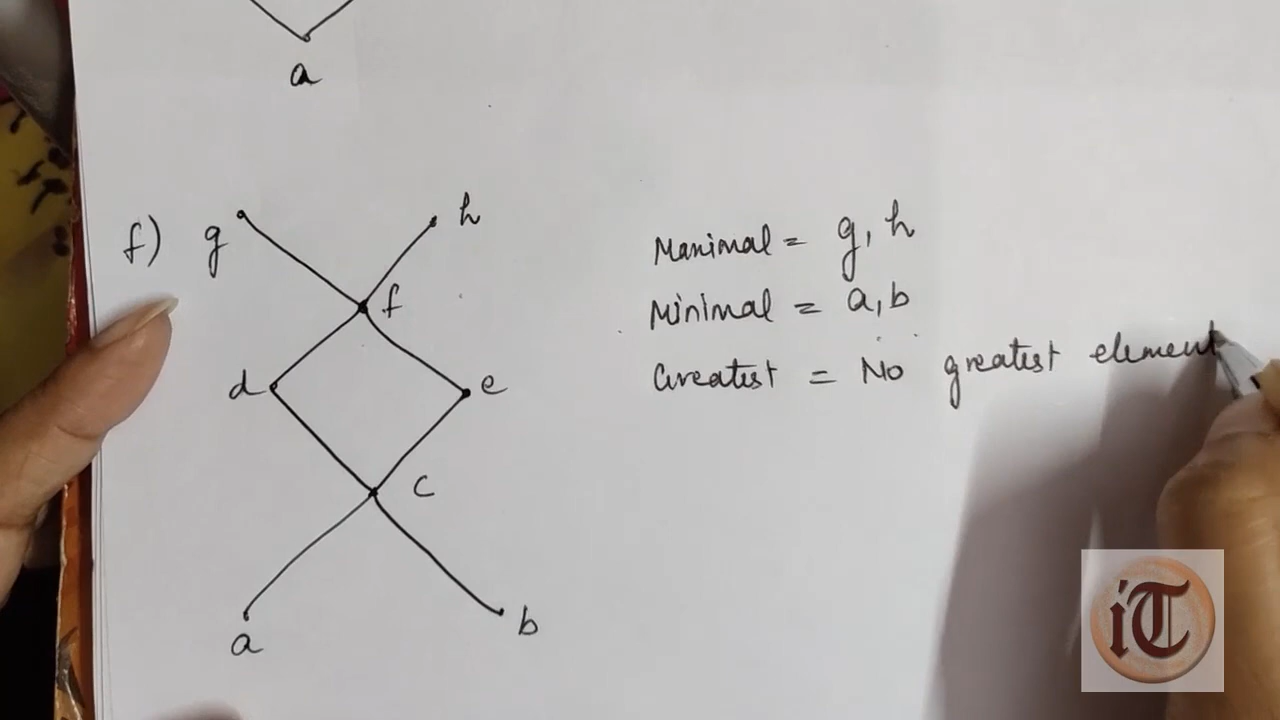 a
f)
g
h
f
d
e
c
a
b
Maximal = g, h
Minimal = a, b
Greatest = No greatest element
iT